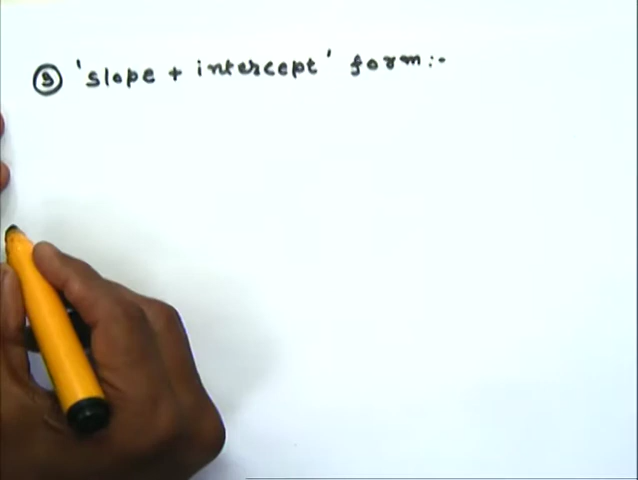 ③ 'slope + intercept' form:-